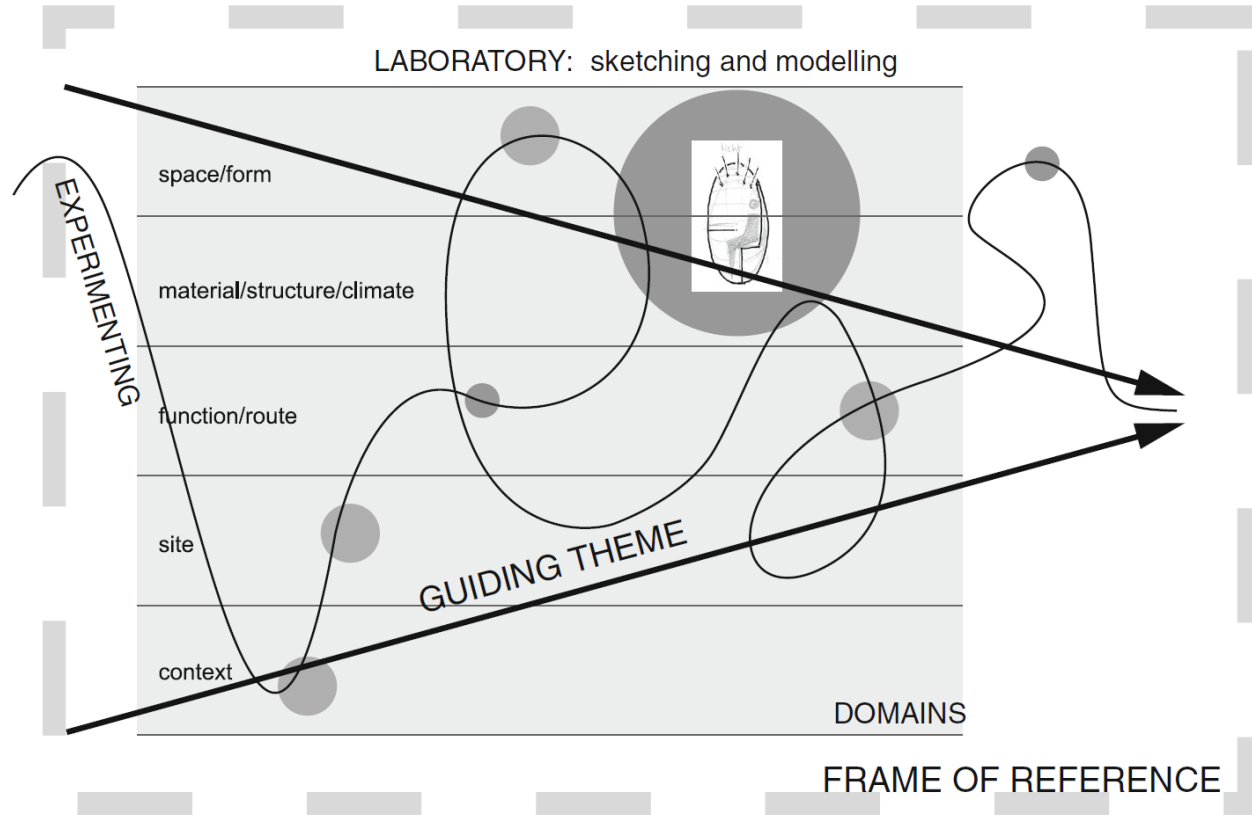 LABORATORY: sketching and modelling
space/form
EXPERIMENTING
licht
material/structure/climate
function/route
site
GUIDING THEME
context
DOMAINS
FRAME OF REFERENCE